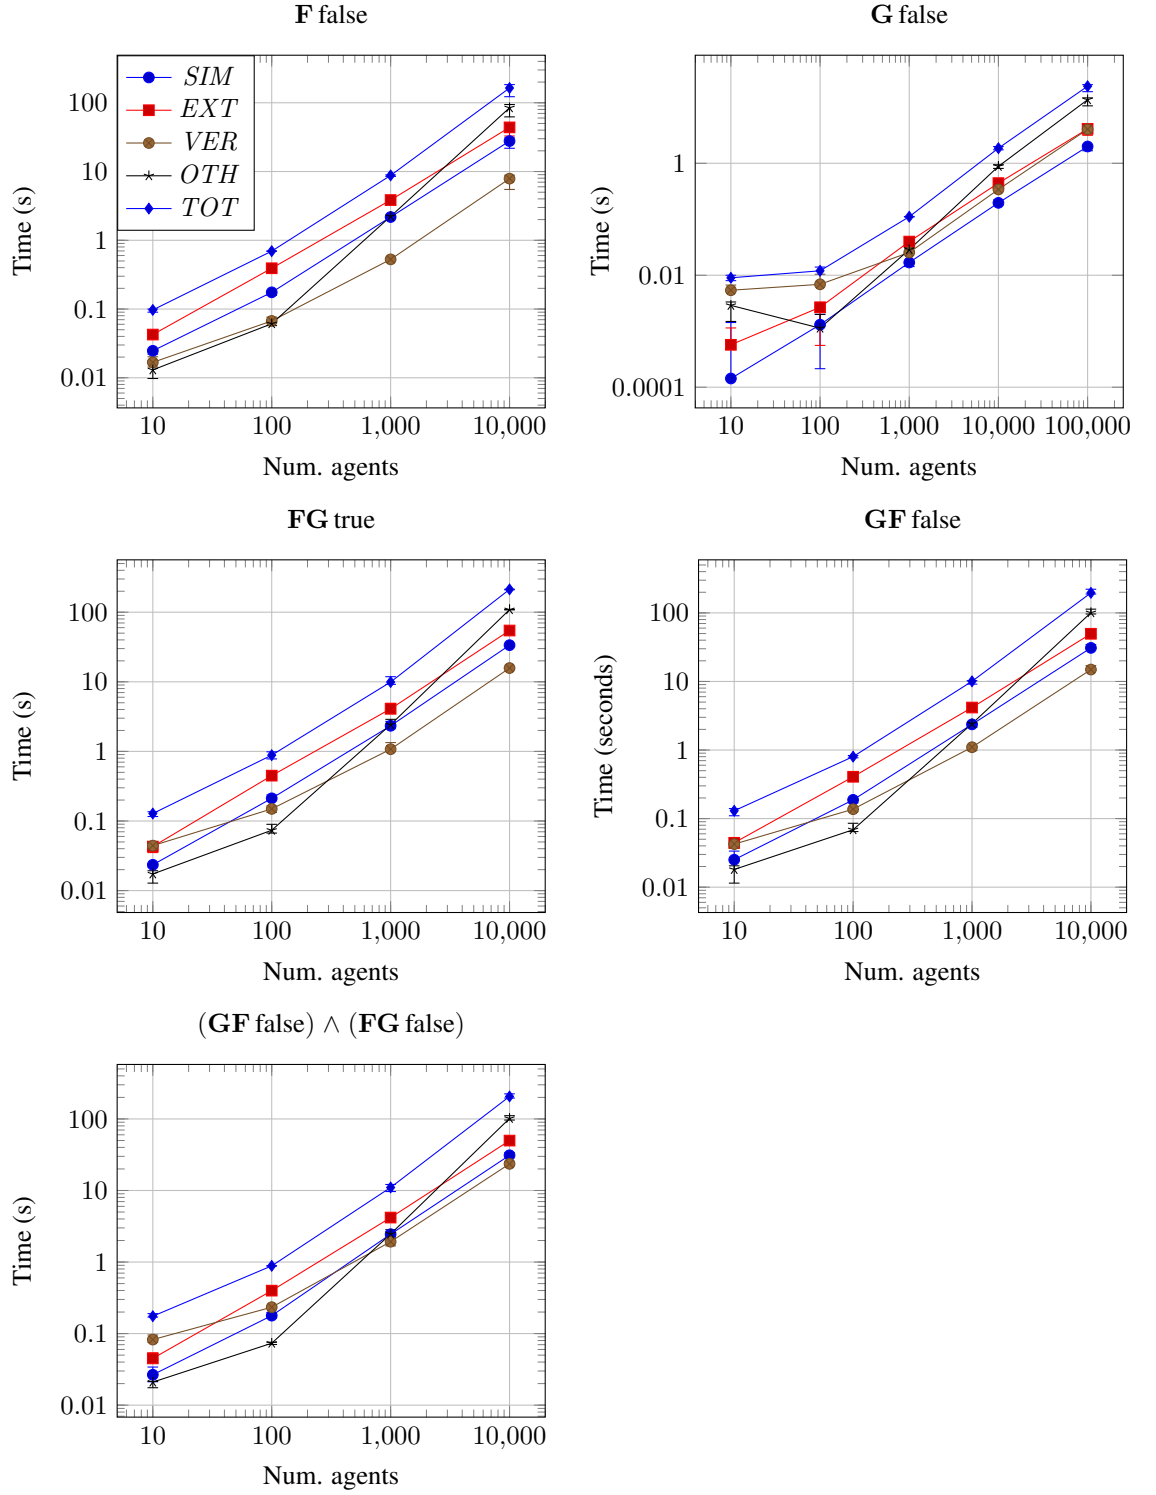 F false
Time (s)
100
10
1
0.1
0.01
SIM
EXT
VER
OTH
TOT
10 100 1,000 10,000
Num. agents
G false
Time (s)
1
0.01
0.0001
10 100 1,000 10,000 100,000
Num. agents
FG true
Time (s)
100
10
1
0.1
0.01
10 100 1,000 10,000
Num. agents
GF false
Time (seconds)
100
10
1
0.1
0.01
10 100 1,000 10,000
Num. agents
(GF false) ∧ (FG false)
Time (s)
100
10
1
0.1
0.01
10 100 1,000 10,000
Num. agents